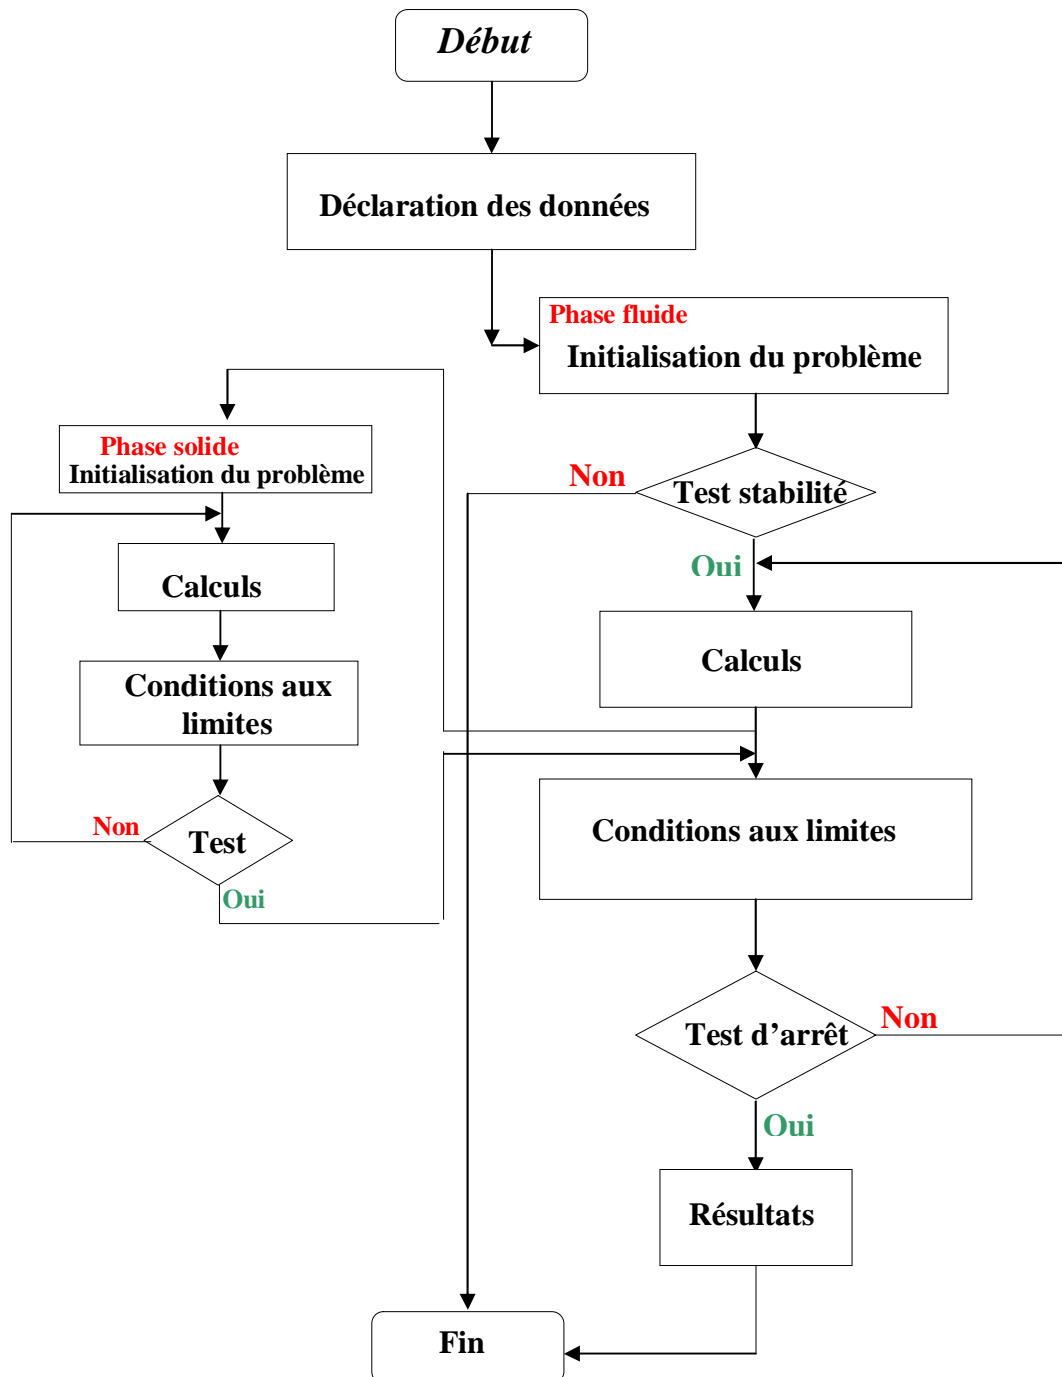 Début
Déclaration des données
Phase fluide
Initialisation du problème
Phase solide
Initialisation du problème
Non
Test stabilité
Oui
Calculs
Calculs
Conditions aux
limites
Conditions aux limites
Non
Test
Oui
Test d’arrêt
Non
Oui
Résultats
Fin